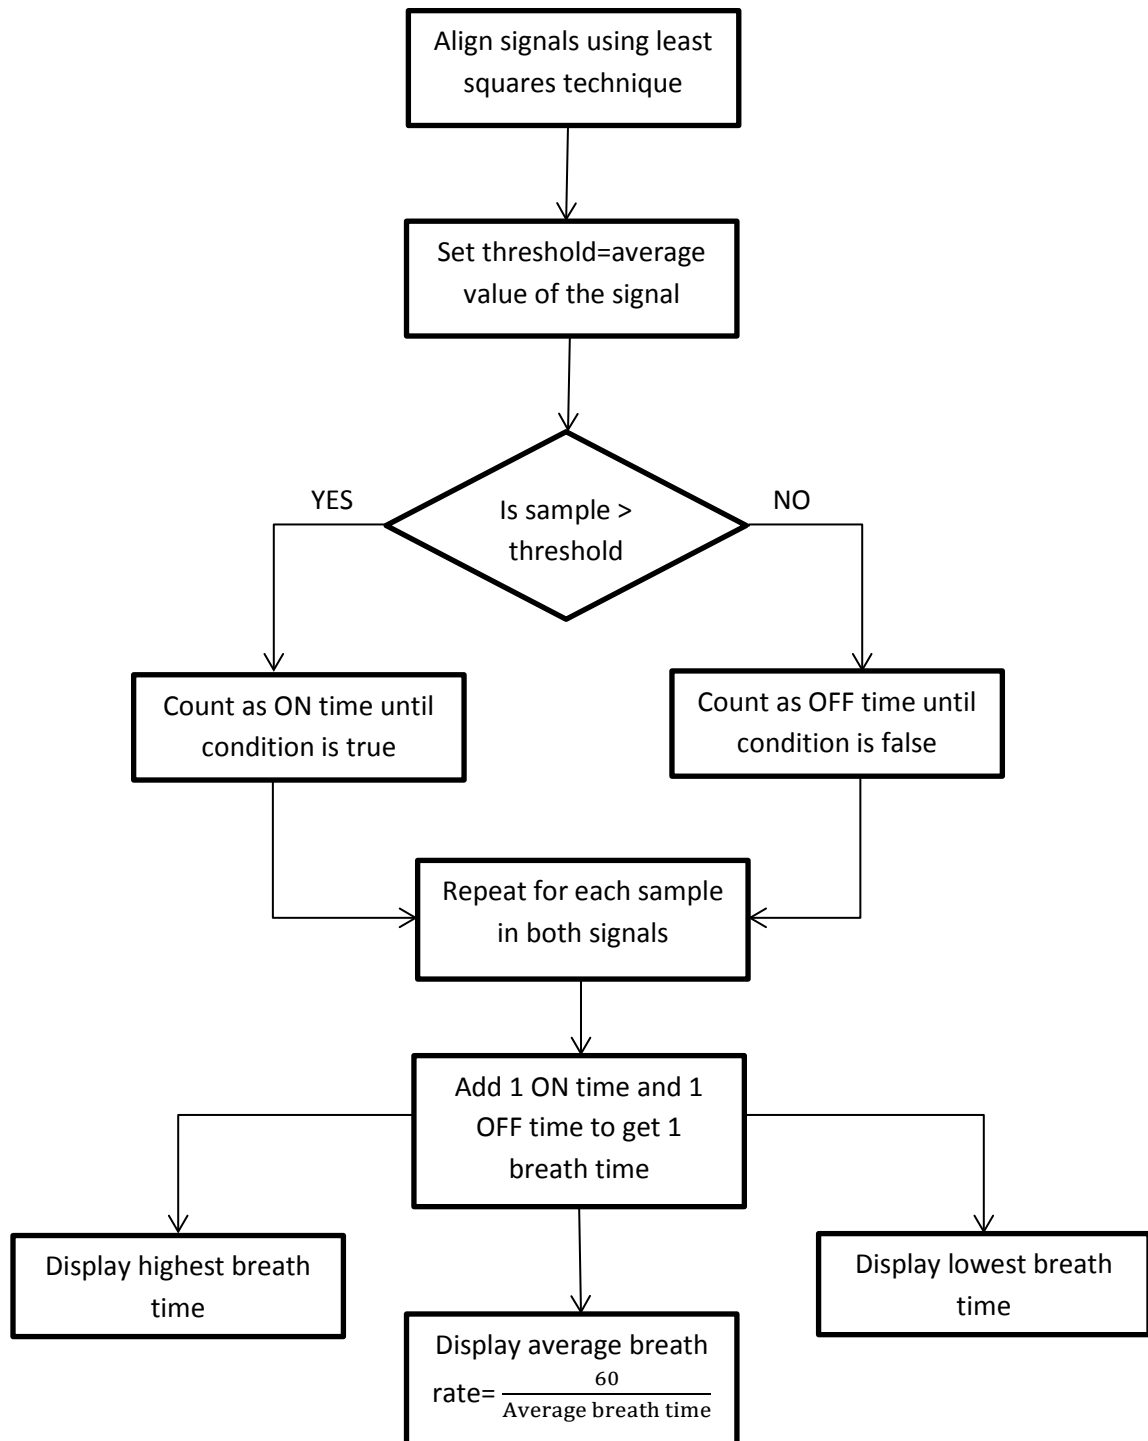 Align signals using least
squares technique
Set threshold=average
value of the signal
YES
NO
Is sample >
threshold
Count as ON time until
condition is true
Count as OFF time until
condition is false
Repeat for each sample
in both signals
Add 1 ON time and 1
OFF time to get 1
breath time
Display highest breath
time
Display lowest breath
time
Display average breath
rate= 60
Average breath time